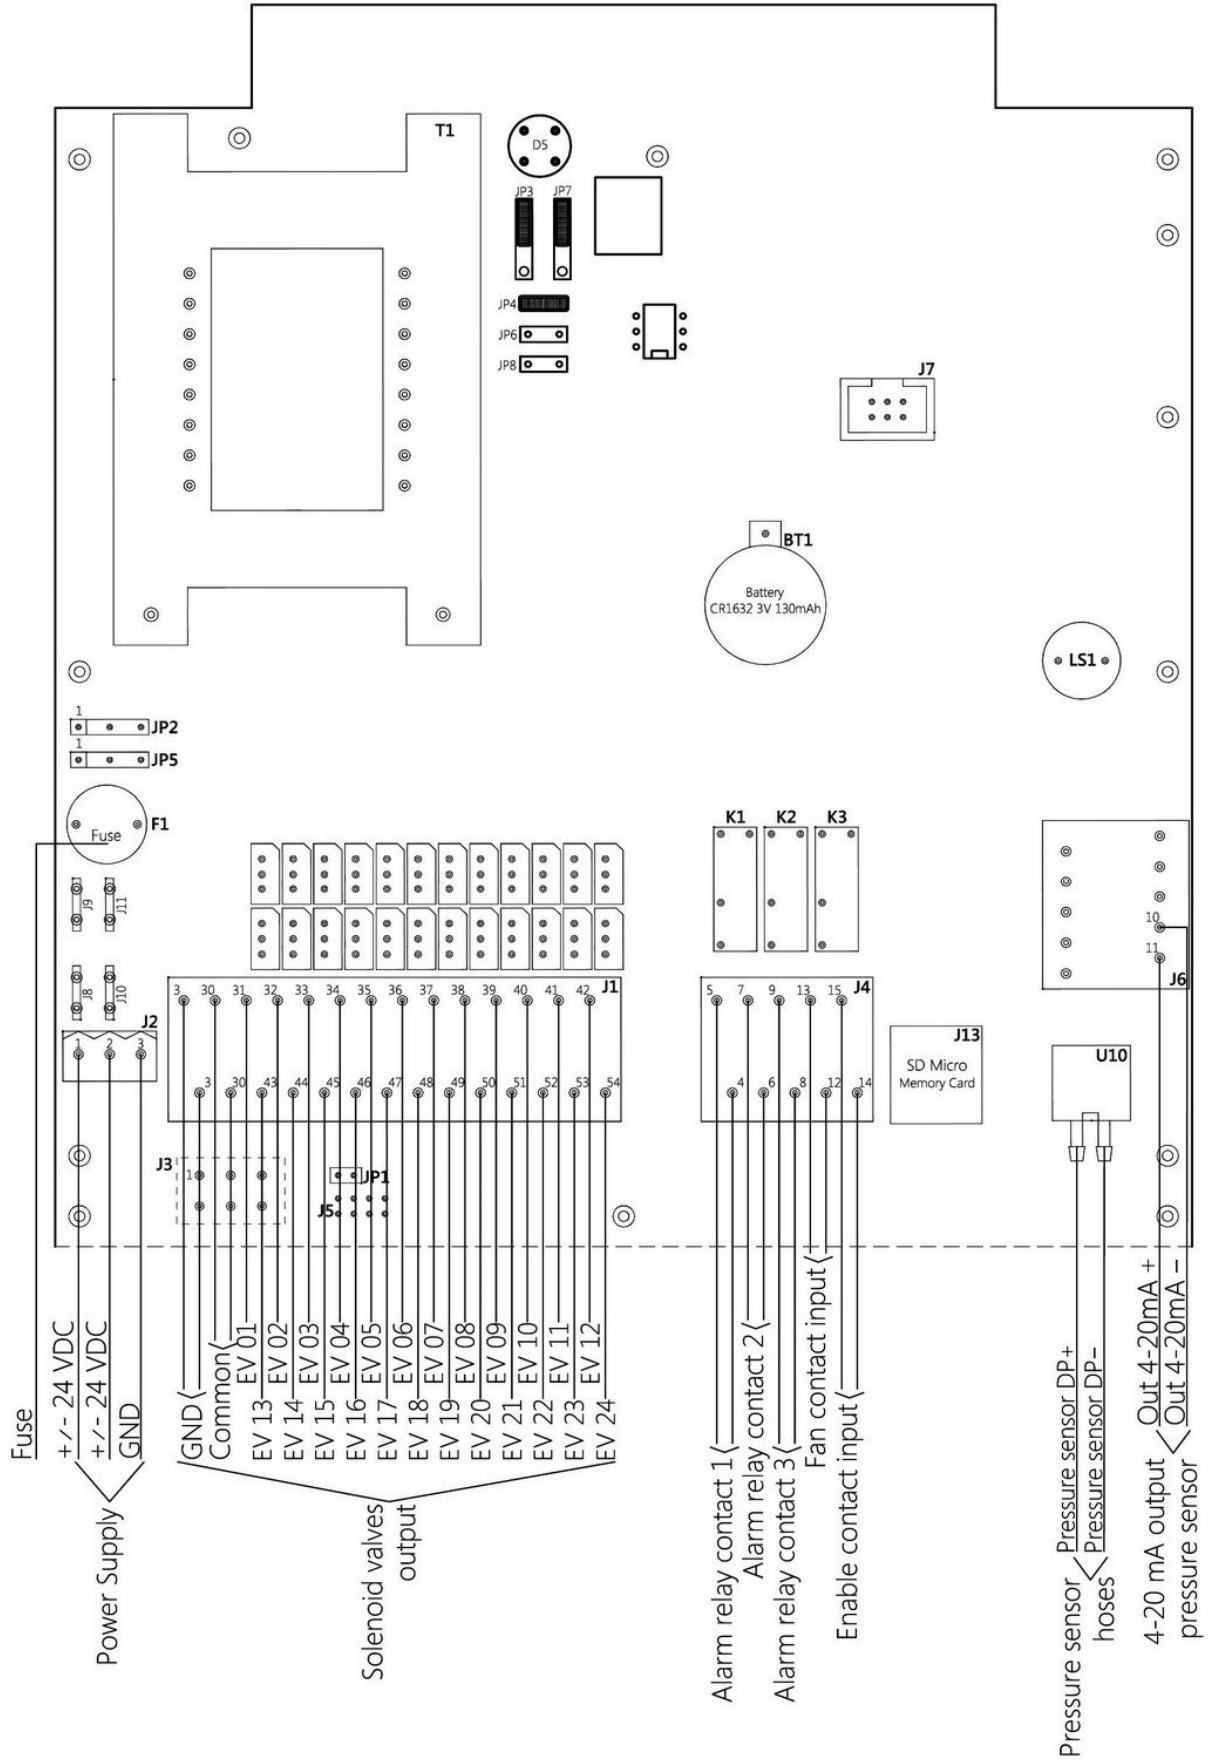 T1
D5
JP3
JP7
JP4
JP6
JP8
J7
BT1
Battery
CR1632 3V 130mAh
LS1
1
JP2
1
JP5
Fuse
F1
K1
K2
K3
J9
J11
J8
J10
10
11
J6
J2
1
2
3
3
30
31
32
33
34
35
36
37
38
39
40
41
42
J1
3
30
43
44
45
46
47
48
49
50
51
52
53
54
5
7
9
13
15
J4
4
6
8
12
14
J13
SD Micro
Memory Card
U10
J3
1
JP1
J5
Fuse
+/- 24 VDC
+/- 24 VDC
GND
Power Supply
GND
Common
EV 01
EV 13
EV 02
EV 14
EV 03
EV 15
EV 04
EV 16
EV 05
EV 17
EV 06
EV 18
EV 07
EV 19
EV 08
EV 20
EV 09
EV 21
EV 10
EV 22
EV 11
EV 23
EV 12
EV 24
Solenoid valves
output
Alarm relay contact 1
Alarm relay contact 2
Alarm relay contact 3
Fan contact input
Enable contact input
Pressure sensor DP+
Pressure sensor DP-
Pressure sensor
hoses
Out 4-20mA +
Out 4-20mA -
4-20 mA output
pressure sensor